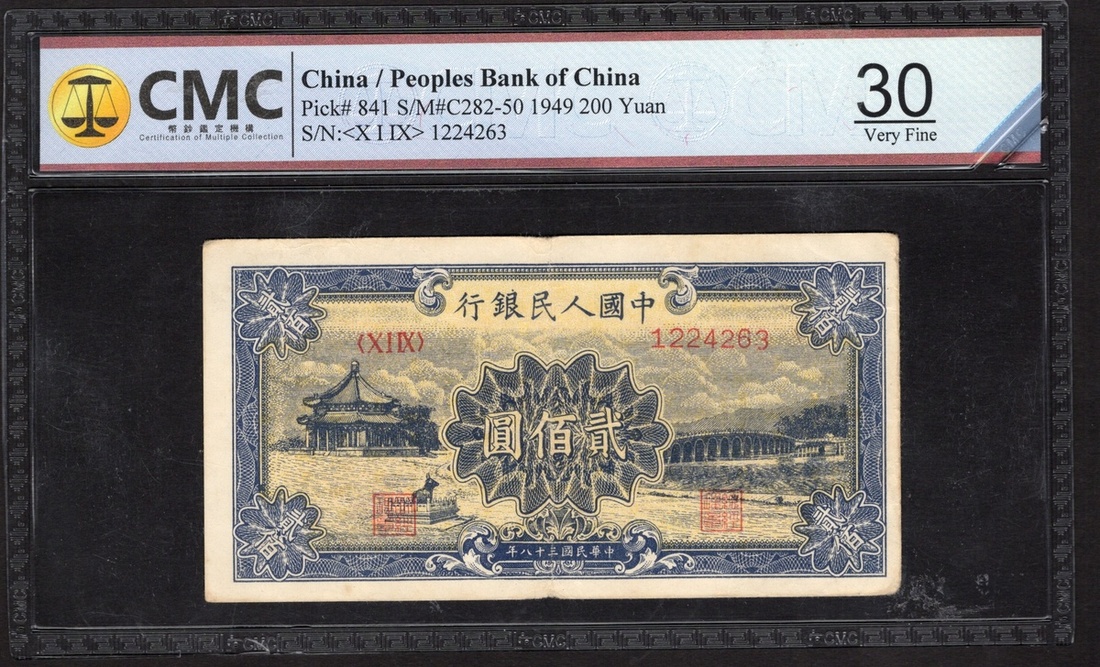 CMC
幣鈔鑑定機構
Certification of Multiple Collection
China / Peoples Bank of China
Pick# 841 S/M#C282-50 1949 200 Yuan
S/N:<X I IX> 1224263
30
Very Fine
CMC
行銀民人國中
(XIIX)
1224263
圓佰貳
年八十三國民華中